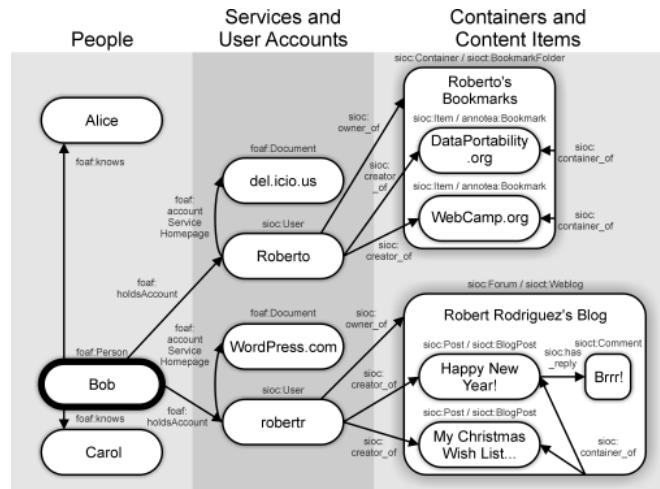 People
Services and
User Accounts
Containers and
Content Items
sioc:Container / sioct:BookmarkFolder
Roberto's
Bookmarks
Alice
foaf:knows
sioc:
owner_of
sioc:Item / annotea:Bookmark
DataPortability
.org
sioc:
container_of
foaf:Document
del.icio.us
sioc:
creator
_of
foaf:
account
Service
Homepage
sioc:Item / annotea:Bookmark
WebCamp.org
sioc:
container_of
sioc:User
Roberto
sioc:
creator_of
foaf:
holdsAccount
sioc:Forum / sioct:Weblog
Robert Rodriguez's Blog
foaf:Document
WordPress.com
sioc:
owner_of
foaf:
account
Service
Homepage
sioc:Post / sioct:BlogPost
Happy New
Year!
sioc:has
_reply
sioct:Comment
Brrr!
foaf:Person
Bob
sioc:
creator_of
sioc:User
robertr
foaf:knows
foaf:
holdsAccount
sioc:Post / sioct:BlogPost
My Christmas
Wish List...
sioc:
creator_of
sioc:
container_of
Carol